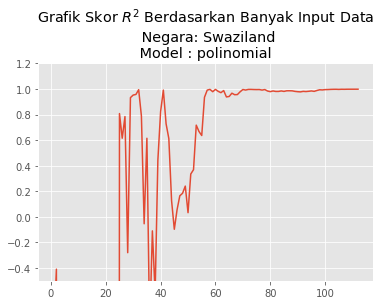 Grafik Skor R² Berdasarkan Banyak Input Data
Negara: Swaziland
Model : polinomial
1.2
1.0
0.8
0.6
0.4
0.2
0.0
−0.2
−0.4
0 20 40 60 80 100